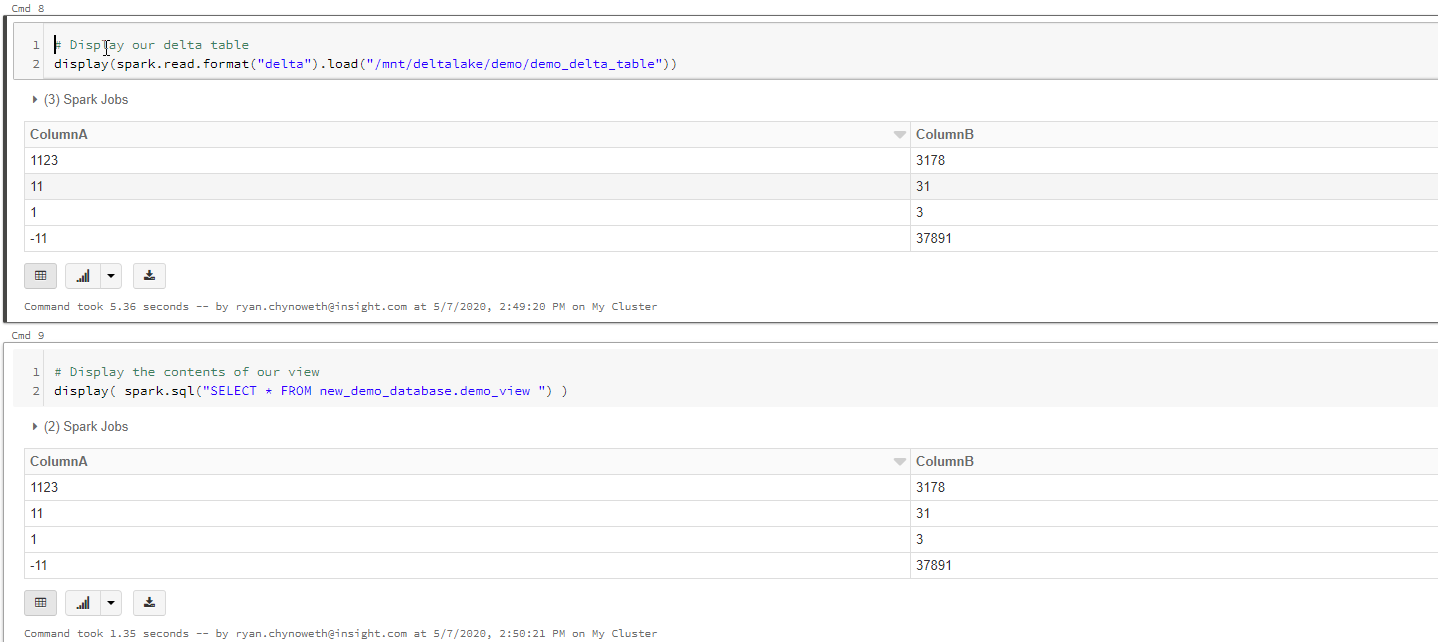 Cmd 8
1 # Display our delta table
2 display(spark.read.format("delta").load("/mnt/deltalake/demo/demo_delta_table"))
(3) Spark Jobs
ColumnA ColumnB
1123 3178
11 31
1 3
-11 37891
Command took 5.36 seconds -- by ryan.chynoweth@insight.com at 5/7/2020, 2:49:20 PM on My Cluster
Cmd 9
1 # Display the contents of our view
2 display( spark.sql("SELECT * FROM new_demo_database.demo_view ") )
(2) Spark Jobs
ColumnA ColumnB
1123 3178
11 31
1 3
-11 37891
Command took 1.35 seconds -- by ryan.chynoweth@insight.com at 5/7/2020, 2:50:21 PM on My Cluster